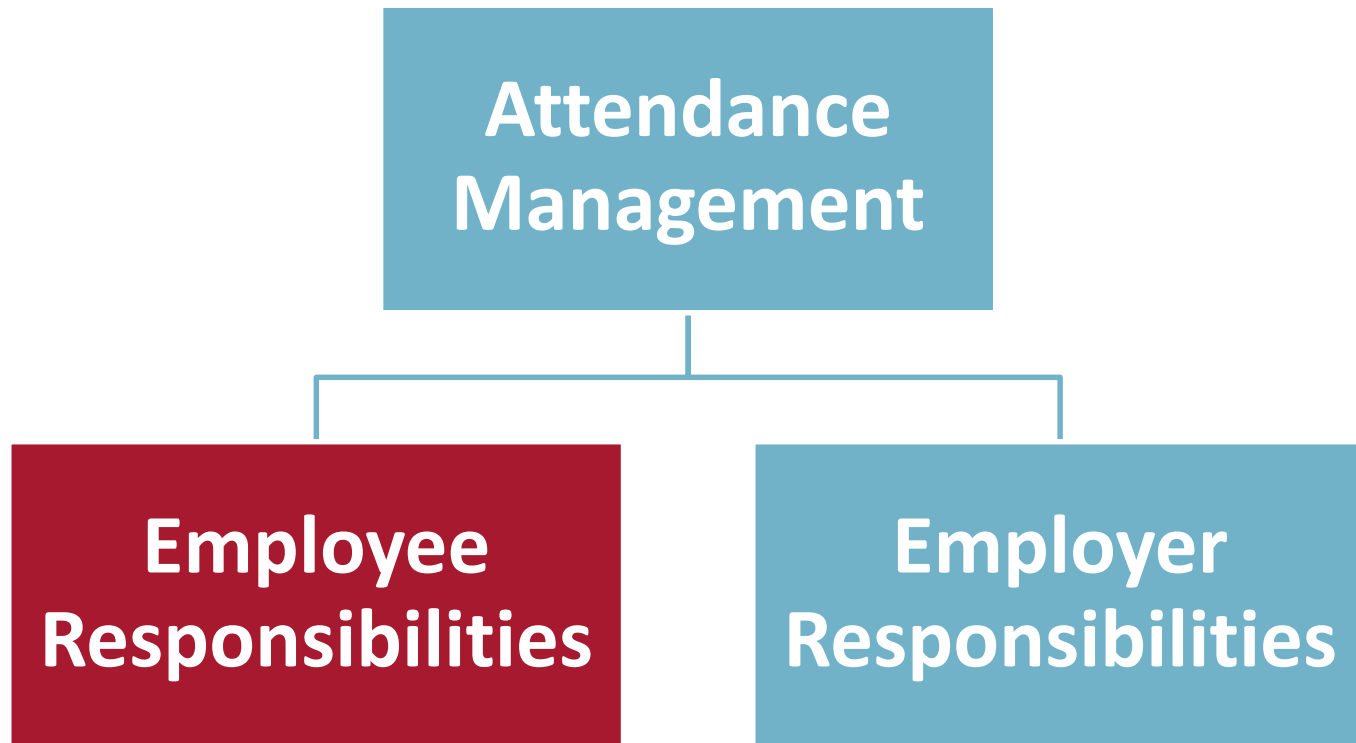 Attendance
Management
Employee
Responsibilities
Employer
Responsibilities